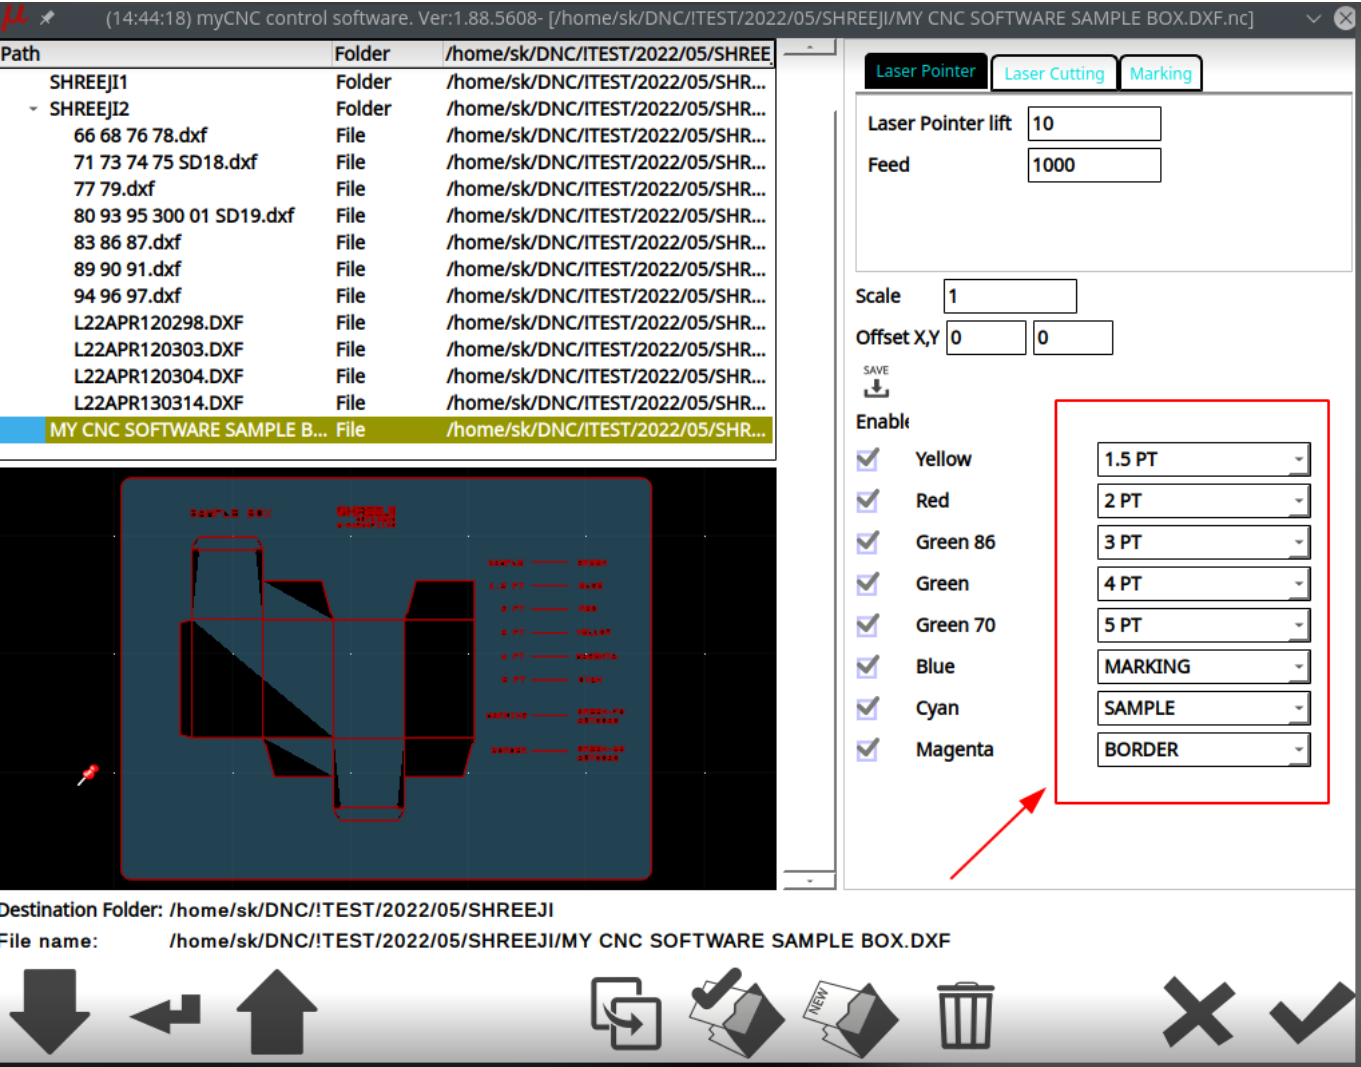 (14:44:18) myCNC control software. Ver:1.88.5608- [/home/sk/DNC/!TEST/2022/05/SHREEJI/MY CNC SOFTWARE SAMPLE BOX.DXF.nc]
Path Folder /home/sk/DNC/!TEST/2022/05/SHREE
SHREEJI1 Folder /home/sk/DNC/!TEST/2022/05/SHR...
SHREEJI2 Folder /home/sk/DNC/!TEST/2022/05/SHR...
66 68 76 78.dxf File /home/sk/DNC/!TEST/2022/05/SHR...
71 73 74 75 SD18.dxf File /home/sk/DNC/!TEST/2022/05/SHR...
77 79.dxf File /home/sk/DNC/!TEST/2022/05/SHR...
80 93 95 300 01 SD19.dxf File /home/sk/DNC/!TEST/2022/05/SHR...
83 86 87.dxf File /home/sk/DNC/!TEST/2022/05/SHR...
89 90 91.dxf File /home/sk/DNC/!TEST/2022/05/SHR...
94 96 97.dxf File /home/sk/DNC/!TEST/2022/05/SHR...
L22APR120298.DXF File /home/sk/DNC/!TEST/2022/05/SHR...
L22APR120303.DXF File /home/sk/DNC/!TEST/2022/05/SHR...
L22APR120304.DXF File /home/sk/DNC/!TEST/2022/05/SHR...
L22APR130314.DXF File /home/sk/DNC/!TEST/2022/05/SHR...
MY CNC SOFTWARE SAMPLE B... File /home/sk/DNC/!TEST/2022/05/SHR...
SAMPLE BOX SHREEJI
Laser Pointer Laser Cutting Marking
Laser Pointer lift 10
Feed 1000
Scale 1
Offset X,Y 0 0
SAVE
Enable
Yellow 1.5 PT
Red 2 PT
Green 86 3 PT
Green 4 PT
Green 70 5 PT
Blue MARKING
Cyan SAMPLE
Magenta BORDER
Destination Folder: /home/sk/DNC/!TEST/2022/05/SHREEJI
File name: /home/sk/DNC/!TEST/2022/05/SHREEJI/MY CNC SOFTWARE SAMPLE BOX.DXF
NEW